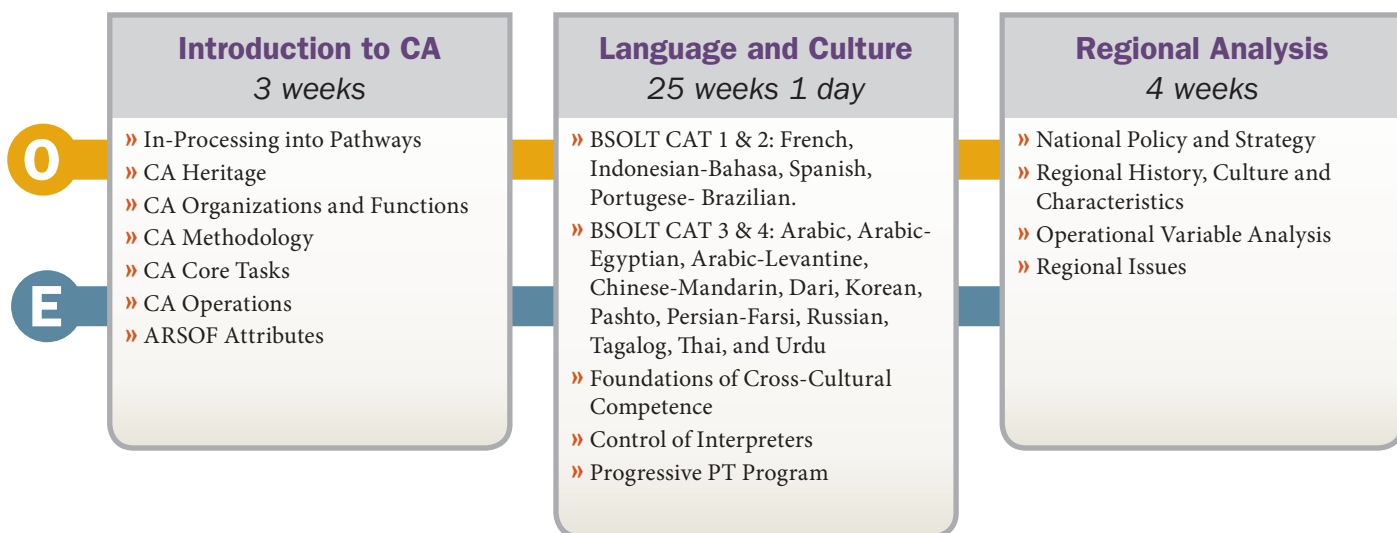 O
E
Introduction to CA
3 weeks
» In-Processing into Pathways
» CA Heritage
» CA Organizations and Functions
» CA Methodology
» CA Core Tasks
» CA Operations
» ARSOF Attributes
Language and Culture
25 weeks 1 day
» BSOLT CAT 1 & 2: French,
Indonesian-Bahasa, Spanish,
Portugese- Brazilian.
» BSOLT CAT 3 & 4: Arabic, Arabic-
Egyptian, Arabic-Levantine,
Chinese-Mandarin, Dari, Korean,
Pashto, Persian-Farsi, Russian,
Tagalog, Thai, and Urdu
» Foundations of Cross-Cultural
Competence
» Control of Interpreters
» Progressive PT Program
Regional Analysis
4 weeks
» National Policy and Strategy
» Regional History, Culture and
Characteristics
» Operational Variable Analysis
» Regional Issues